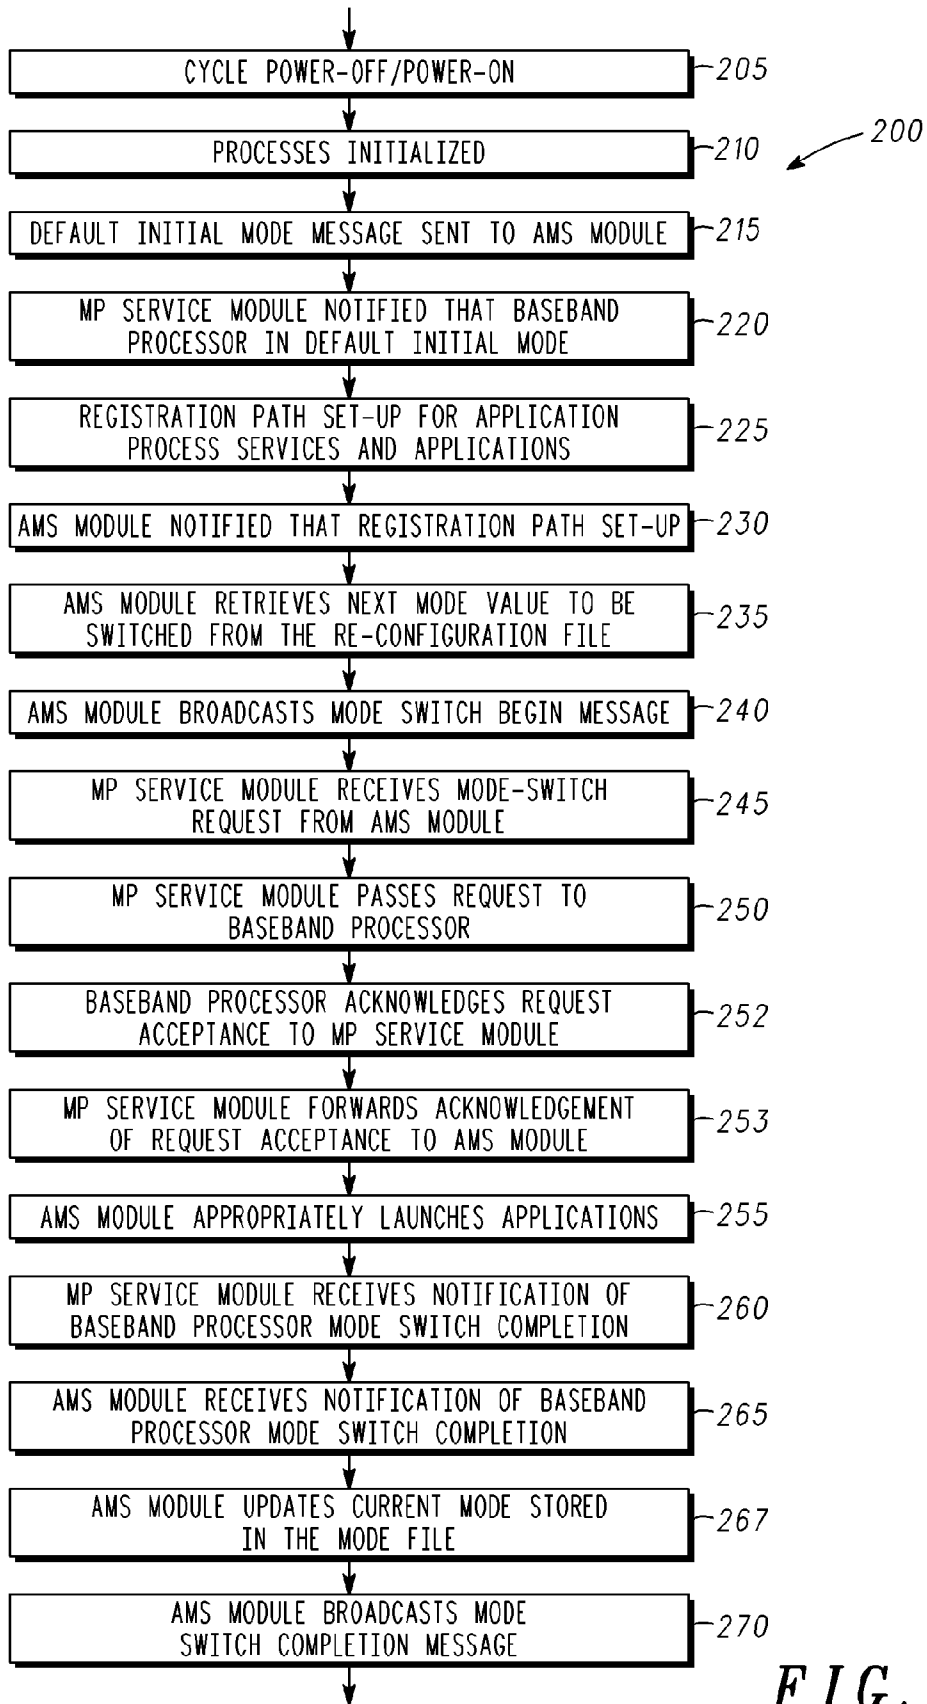 CYCLE POWER-OFF/POWER-ON
205
200
PROCESSES INITIALIZED
210
DEFAULT INITIAL MODE MESSAGE SENT TO AMS MODULE
215
MP SERVICE MODULE NOTIFIED THAT BASEBAND
PROCESSOR IN DEFAULT INITIAL MODE
220
REGISTRATION PATH SET-UP FOR APPLICATION
PROCESS SERVICES AND APPLICATIONS
225
AMS MODULE NOTIFIED THAT REGISTRATION PATH SET-UP
230
AMS MODULE RETRIEVES NEXT MODE VALUE TO BE
SWITCHED FROM THE RE-CONFIGURATION FILE
235
AMS MODULE BROADCASTS MODE SWITCH BEGIN MESSAGE
240
MP SERVICE MODULE RECEIVES MODE-SWITCH
REQUEST FROM AMS MODULE
245
MP SERVICE MODULE PASSES REQUEST TO
BASEBAND PROCESSOR
250
BASEBAND PROCESSOR ACKNOWLEDGES REQUEST
ACCEPTANCE TO MP SERVICE MODULE
252
MP SERVICE MODULE FORWARDS ACKNOWLEDGEMENT
OF REQUEST ACCEPTANCE TO AMS MODULE
253
AMS MODULE APPROPRIATELY LAUNCHES APPLICATIONS
255
MP SERVICE MODULE RECEIVES NOTIFICATION OF
BASEBAND PROCESSOR MODE SWITCH COMPLETION
260
AMS MODULE RECEIVES NOTIFICATION OF BASEBAND
PROCESSOR MODE SWITCH COMPLETION
265
AMS MODULE UPDATES CURRENT MODE STORED
IN THE MODE FILE
267
AMS MODULE BROADCASTS MODE
SWITCH COMPLETION MESSAGE
270
FIG.